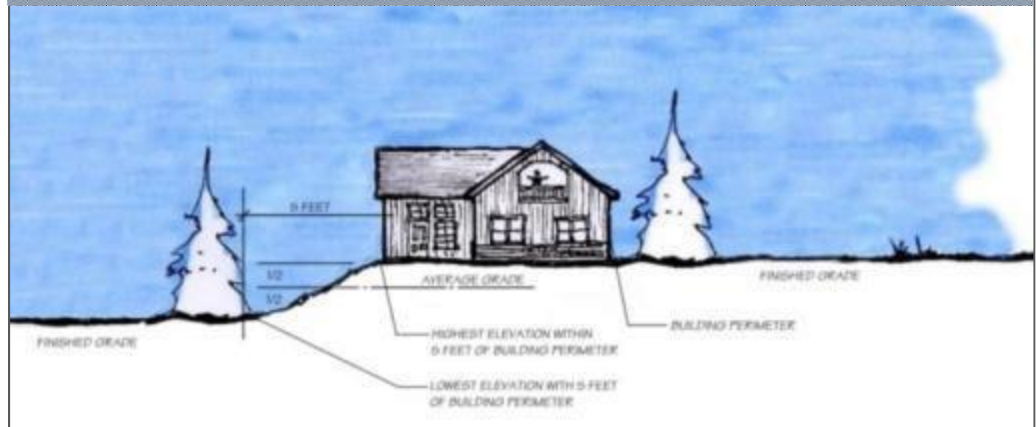 5 FEET
1/2
AVERAGE GRADE
1/2
FINISHED GRADE
FINISHED GRADE
HIGHEST ELEVATION WITHIN
5 FEET OF BUILDING PERIMETER
BUILDING PERIMETER
LOWEST ELEVATION WITH 5 FEET
OF BUILDING PERIMETER